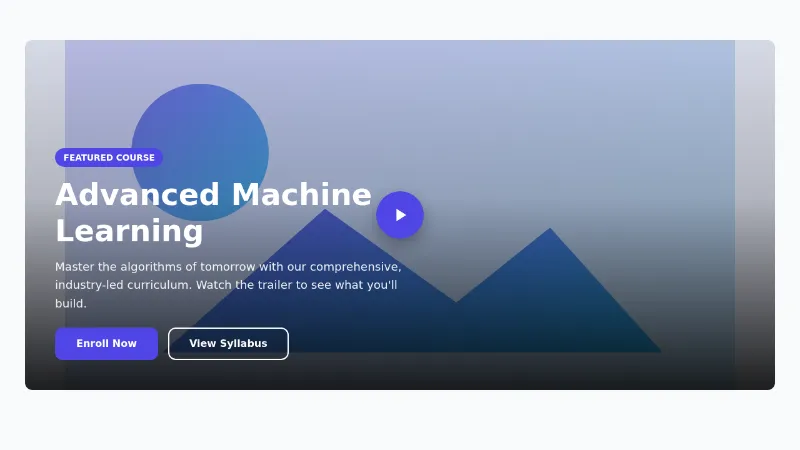 FEATURED COURSE
Advanced Machine
Learning
Master the algorithms of tomorrow with our comprehensive,
industry-led curriculum. Watch the trailer to see what you'll
build.
Enroll Now
View Syllabus